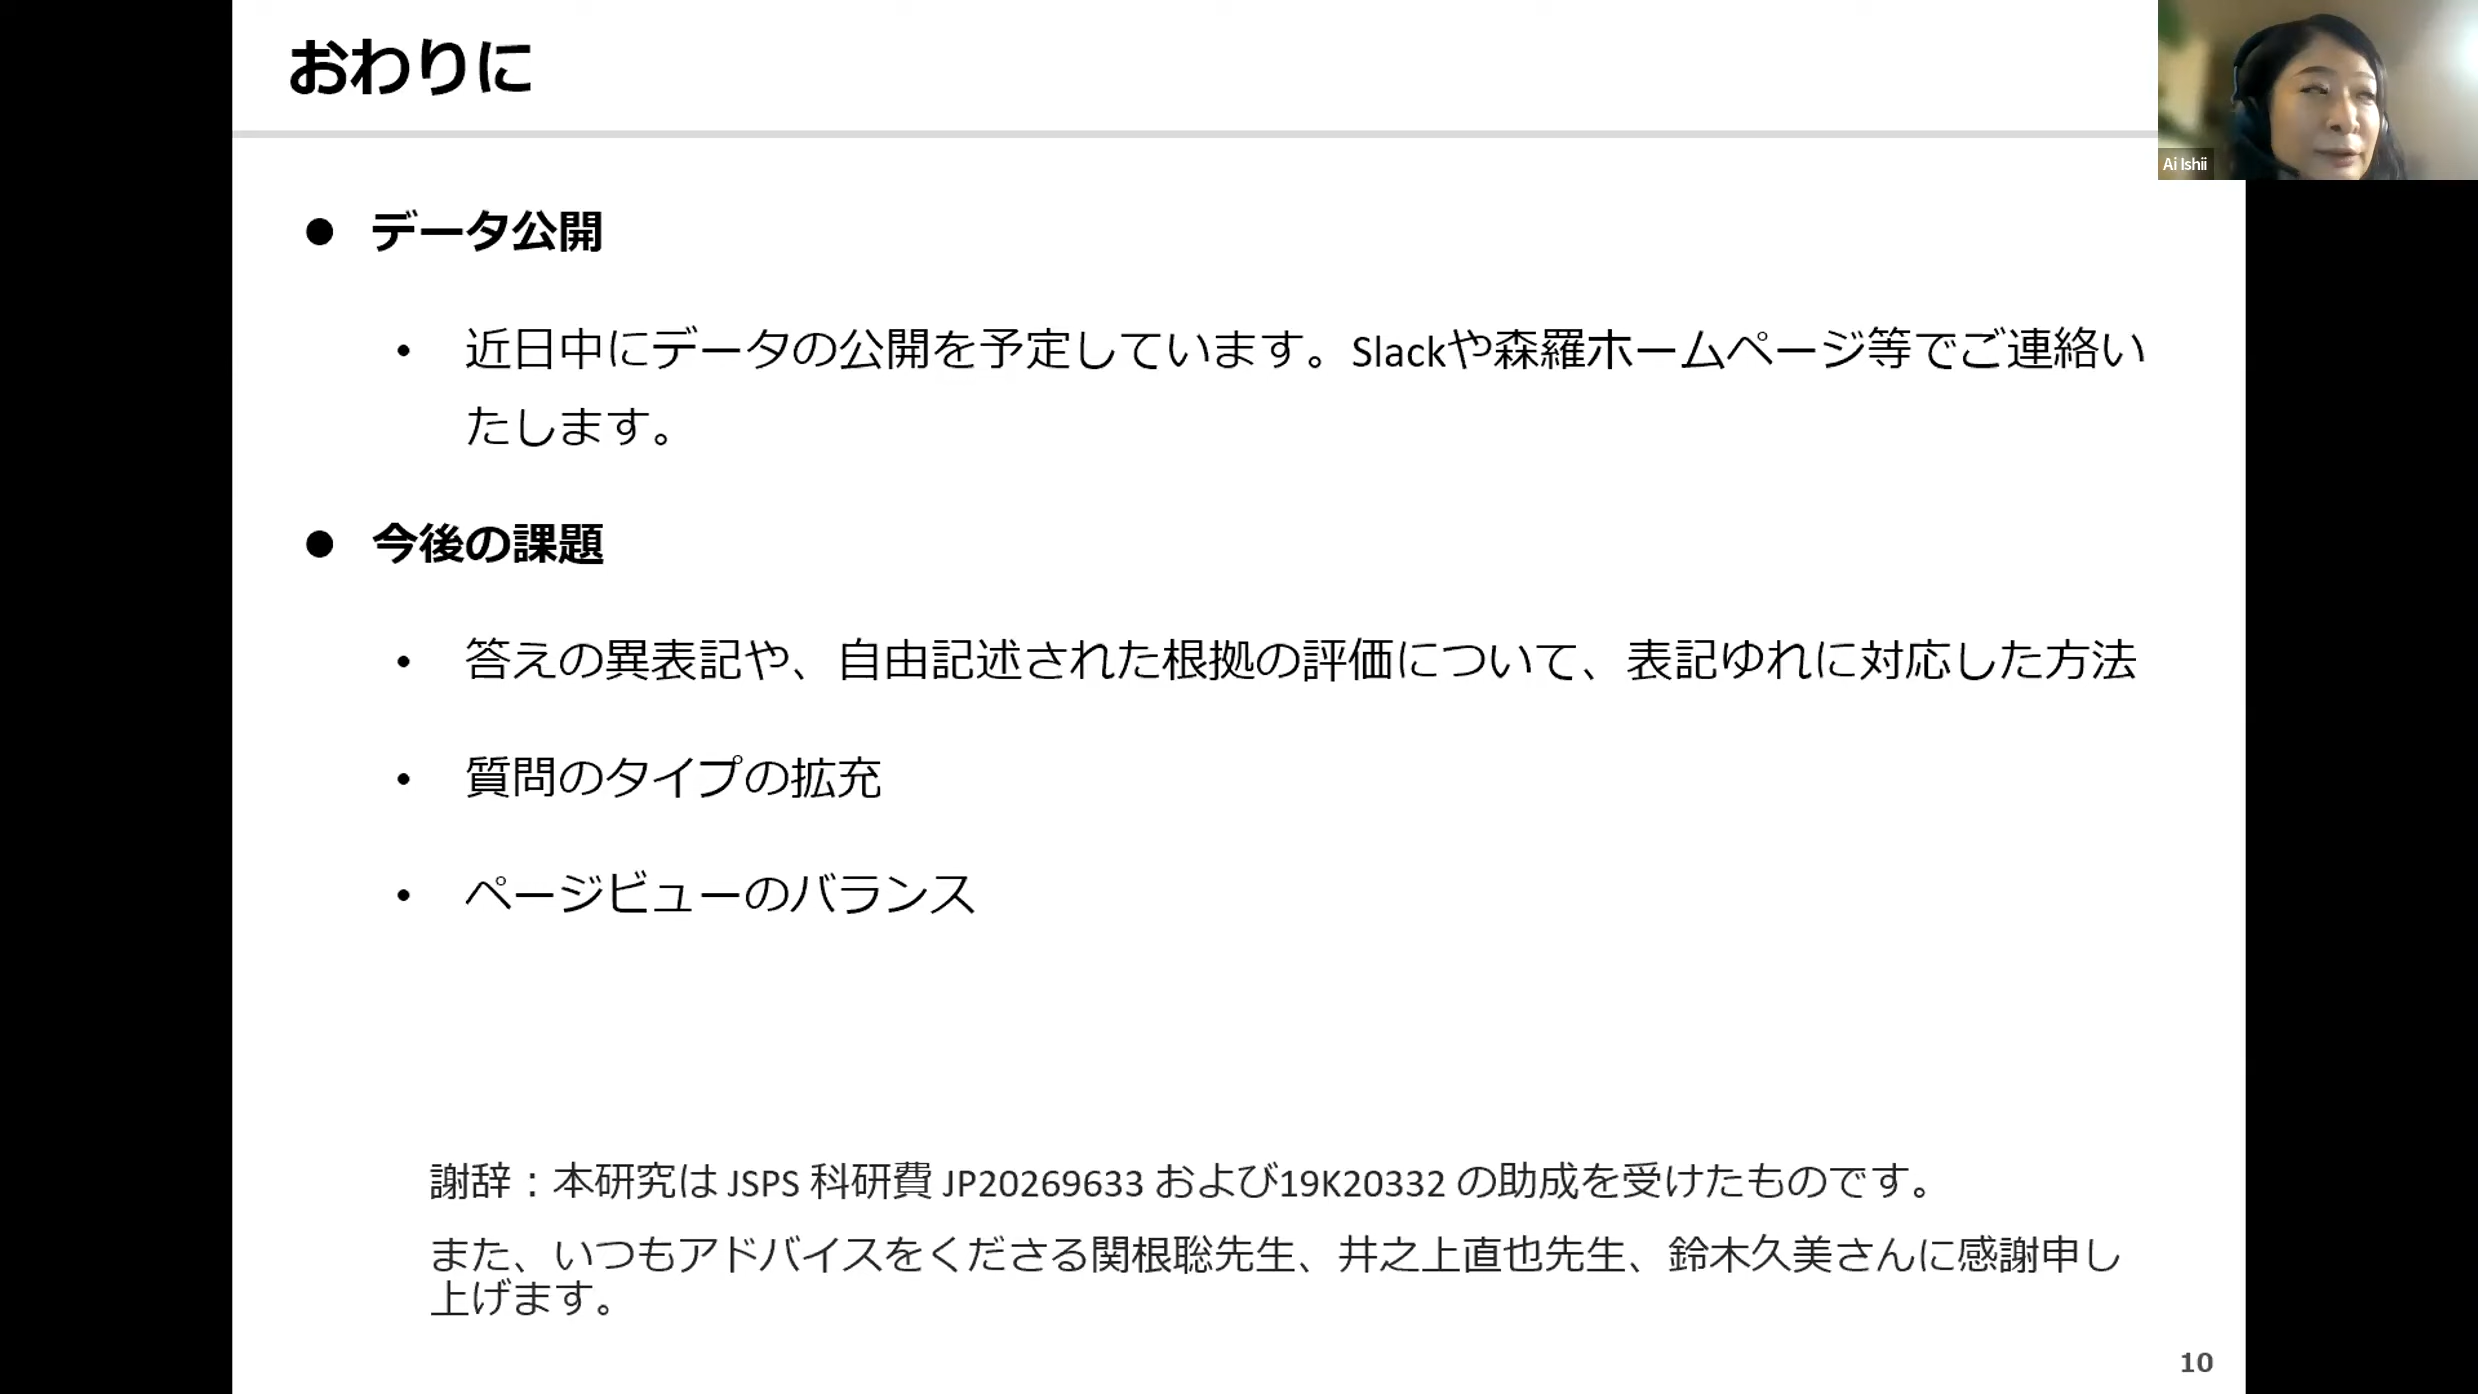 おわりに
Ai Ishii
● データ公開
• 近日中にデータの公開を予定しています。Slackや森羅ホームページ等でご連絡い
たします。
● 今後の課題
• 答えの異表記や、自由記述された根拠の評価について、表記ゆれに対応した方法
• 質問のタイプの拡充
• ページビューのバランス
謝辞：本研究は JSPS 科研費 JP20269633 および19K20332 の助成を受けたものです。
また、いつもアドバイスをくださる関根聡先生、井之上直也先生、鈴木久美さんに感謝申し
上げます。
10